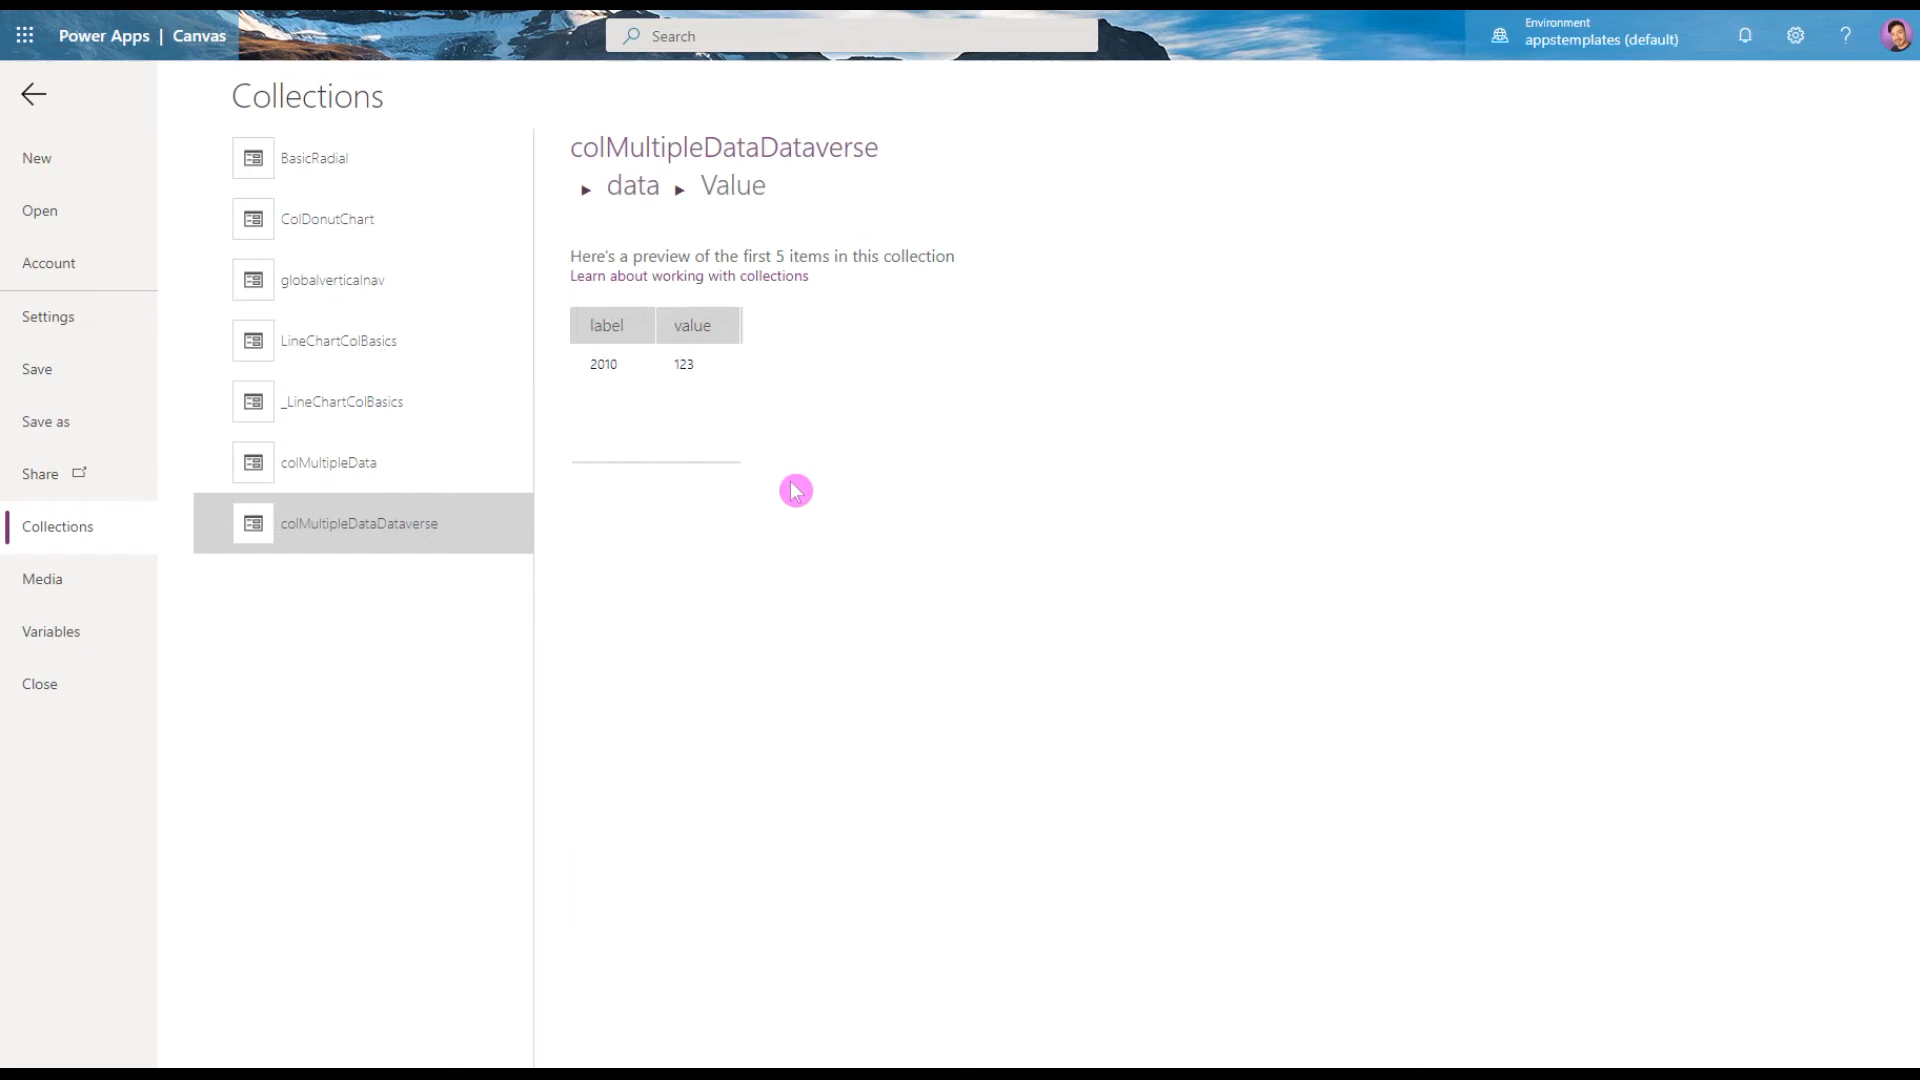 Power Apps | Canvas
Search
Environment
appstemplates (default)
?
New
Open
Account
Settings
Save
Save as
Share
Collections
Media
Variables
Close
Collections
BasicRadial
ColDonutChart
globalverticalnav
LineChartColBasics
_LineChartColBasics
colMultipleData
colMultipleDataDataverse
colMultipleDataDataverse
▸ data ▸ Value
Here's a preview of the first 5 items in this collection
Learn about working with collections
label value
2010 123